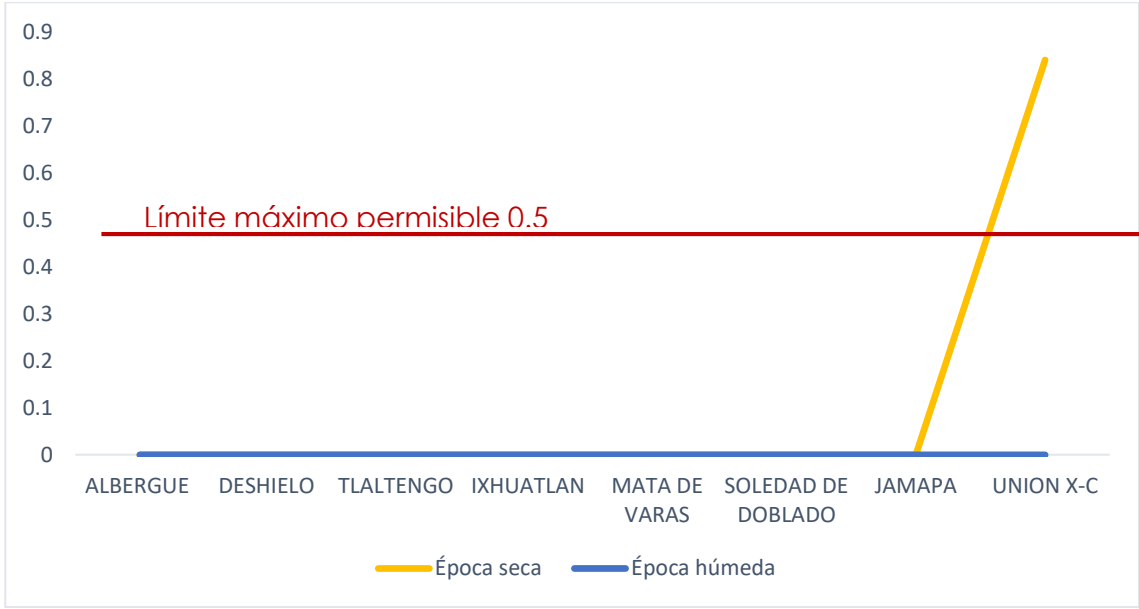 0.9
0.8
0.7
0.6
0.5
0.4
0.3
0.2
0.1
0
Límite máximo permisible 0.5
ALBERGUE
DESHIELO
TLALTENGO
IXHUATLAN
MATA DE
VARAS
SOLEDAD DE
DOBLADO
JAMAPA
UNION X-C
Época seca
Época húmeda